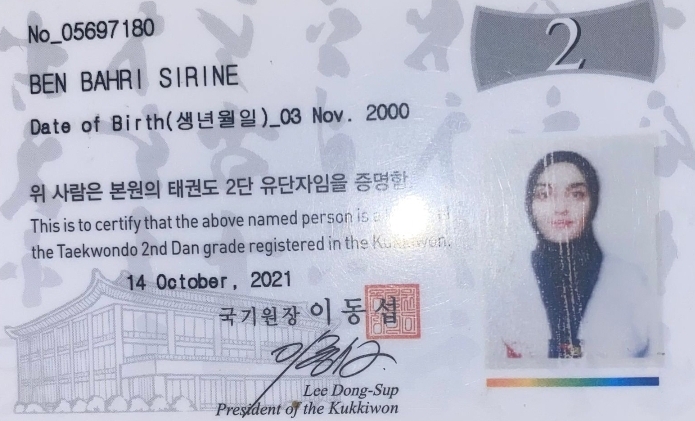 No_05697180
2
BEN BAHRI SIRINE
Date of Birth(생년월일)_03 Nov. 2000
위 사람은 본원의 태권도 2단 유단자임을 증명함
This is to certify that the above named person is a
the Taekwondo 2nd Dan grade registered in the Kukkiwon.
14 October, 2021
국기원장 이동섭
Lee Dong-Sup
President of the Kukkiwon